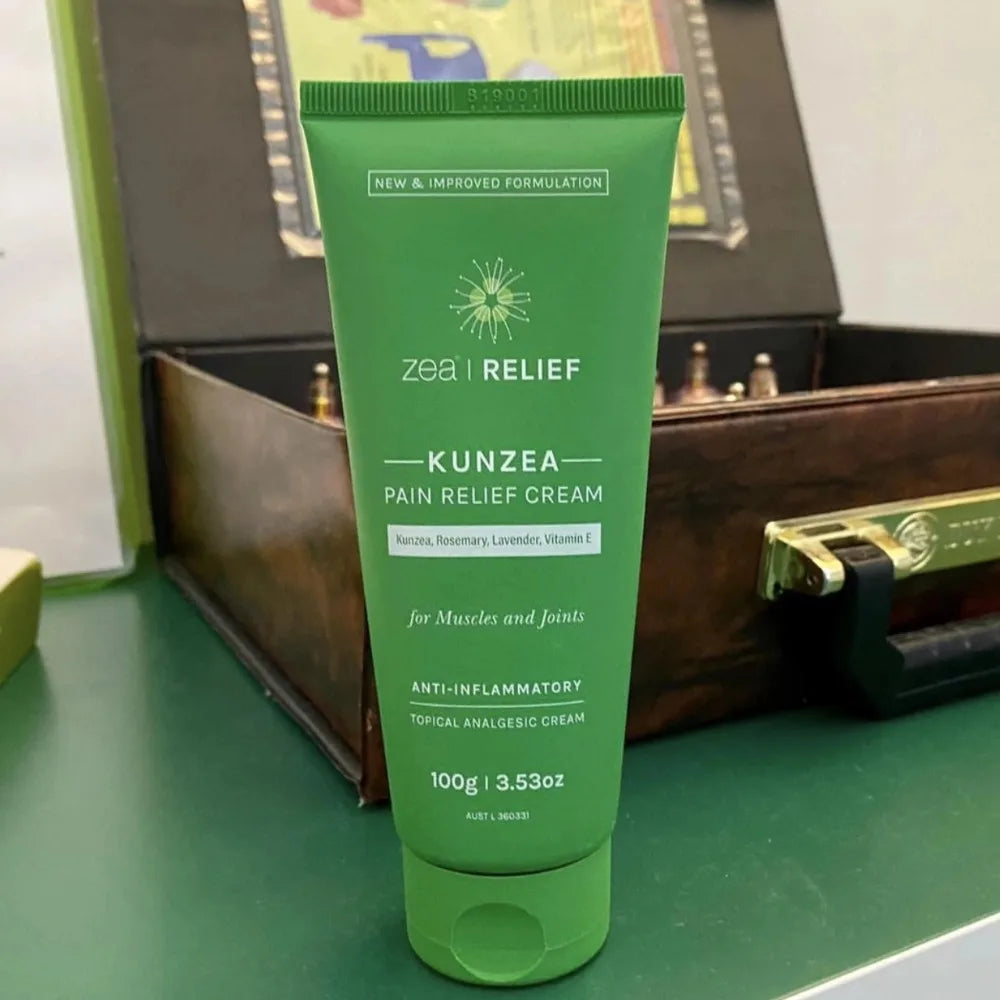 819001
NEW & IMPROVED FORMULATION
zea® | RELIEF
KUNZEA
PAIN RELIEF CREAM
Kunzea, Rosemary, Lavender, Vitamin E
for Muscles and Joints
ANTI-INFLAMMATORY
TOPICAL ANALGESIC CREAM
100g | 3.53oz
AUST L 360331